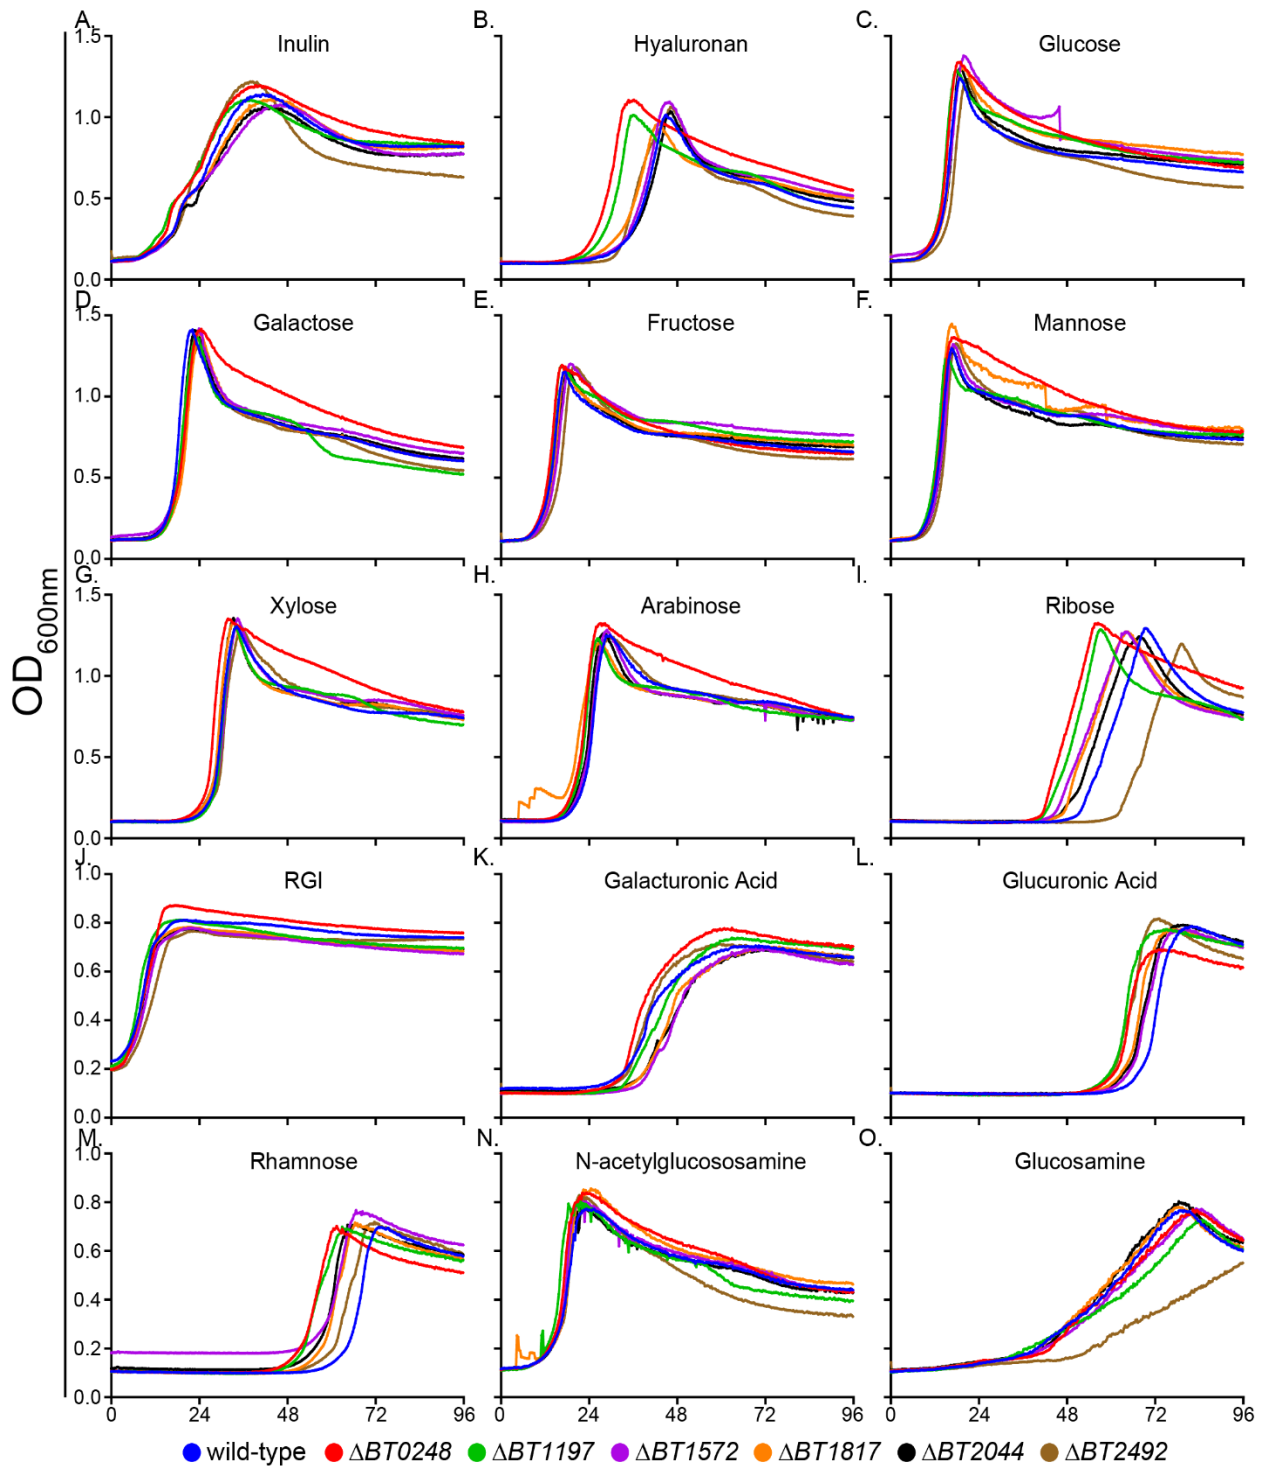 A. B. C.
Inulin Hyaluronan Glucose
1.5
1.0
0.5
0.0
D. E. F.
Galactose Fructose Mannose
1.5
1.0
0.5
0.0
G. H. I.
Xylose Arabinose Ribose
1.5
1.0
0.5
0.0
OD600nm
J. K. L.
RGI Galacturonic Acid Glucuronic Acid
1.0
0.8
0.6
0.4
0.2
0.0
M. N. O.
Rhamnose N-acetylglucososamine Glucosamine
1.0
0.8
0.6
0.4
0.2
0.0
0 24 48 72 96 0 24 48 72 96 0 24 48 72 96
wild-type ΔBT0248 ΔBT1197 ΔBT1572 ΔBT1817 ΔBT2044 ΔBT2492